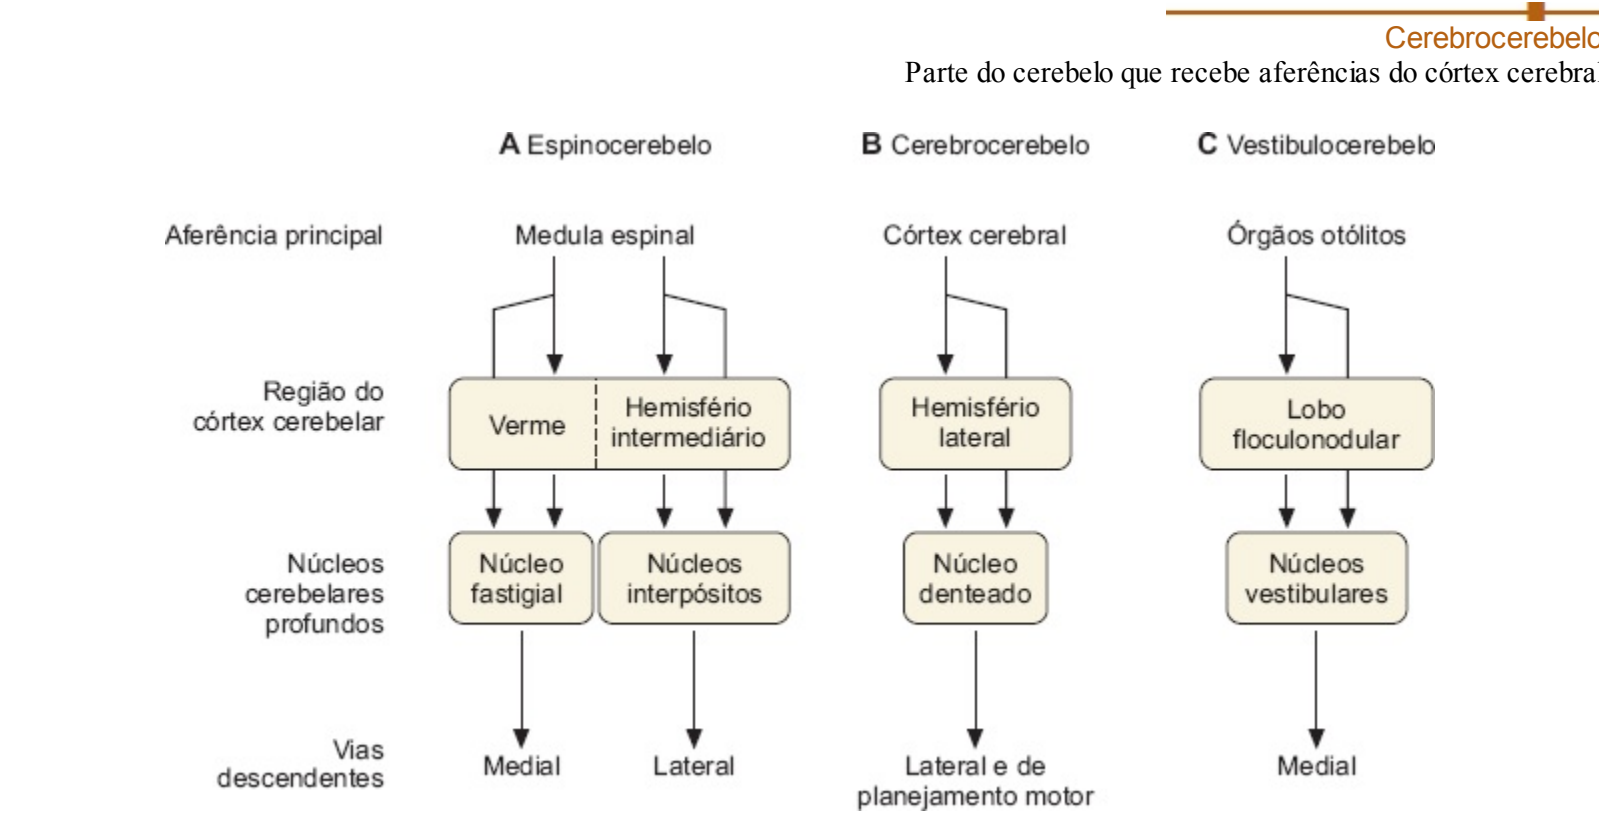 Cerebrocerebelo
Parte do cerebelo que recebe aferências do córtex cerebral
A Espinocerebelo
B Cerebrocerebelo
C Vestibulocerebelo
Aferência principal
Medula espinal
Córtex cerebral
Órgãos otólitos
Região do
córtex cerebelar
Verme
Hemisfério
intermediário
Hemisfério
lateral
Lobo
floculonodular
Núcleos
cerebelares
profundos
Núcleo
fastigial
Núcleos
interpósitos
Núcleo
denteado
Núcleos
vestibulares
Vias
descendentes
Medial
Lateral
Lateral e de
planejamento motor
Medial